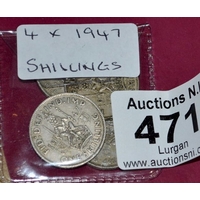 4 x 1947
SHILLINGS
Auctions N.I
471
Lurgan
www.auctionsni.c